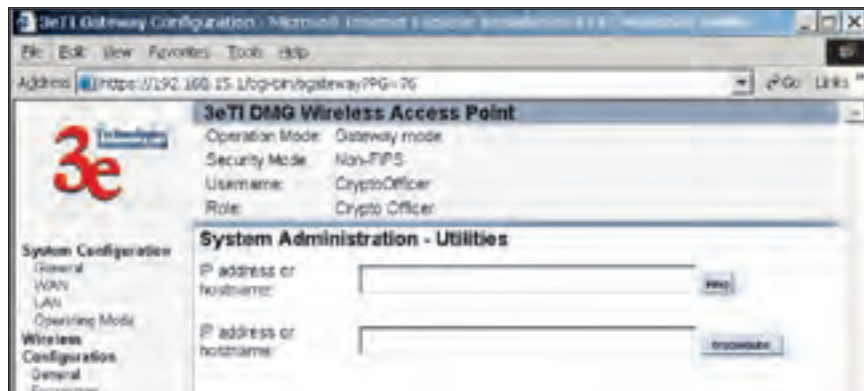 3eTI Gateway Configuration - Microsoft Internet Explorer
File Edit View Favorites Tools Help
Address https://192.168.15.1/cgi-bin/sgateway?PG=76 Go Links
3e Technologies
3eTI DMG Wireless Access Point
Operation Mode: Gateway mode
Security Mode: Non-FIPS
Username: CryptoOfficer
Role: Crypto Officer
System Administration - Utilities
IP address or hostname: Ping
IP address or hostname: traceroute
System Configuration
General
WAN
LAN
Operating Mode
Wireless
Configuration
General